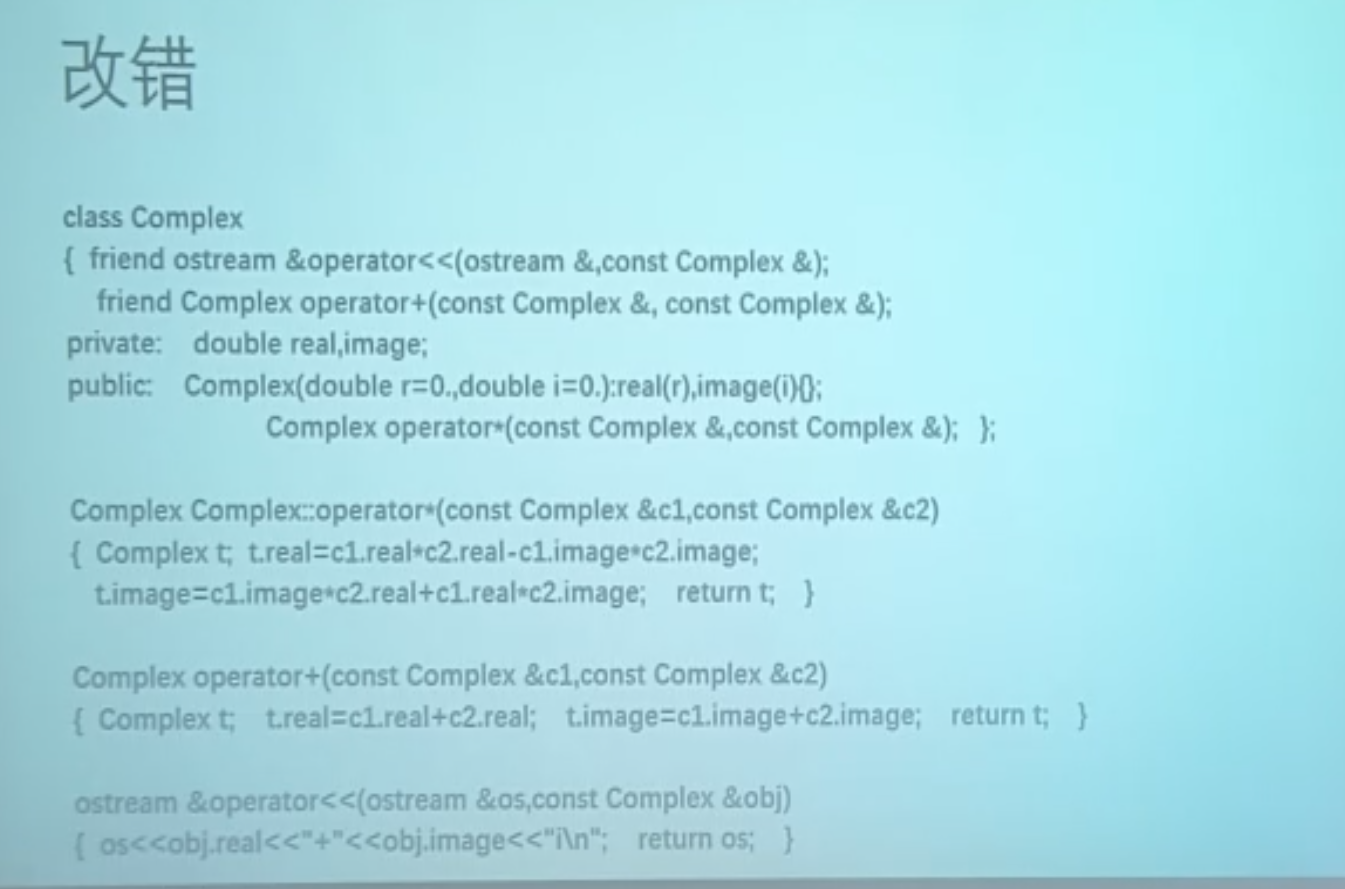 改错
class Complex
{ friend ostream &operator<<(ostream &,const Complex &);
friend Complex operator+(const Complex &, const Complex &);
private: double real,image;
public: Complex(double r=0.,double i=0.):real(r),image(i){};
Complex operator*(const Complex &,const Complex &); };
Complex Complex::operator*(const Complex &c1,const Complex &c2)
{ Complex t; t.real=c1.real*c2.real-c1.image*c2.image;
t.image=c1.image*c2.real+c1.real*c2.image; return t; }
Complex operator+(const Complex &c1,const Complex &c2)
{ Complex t; t.real=c1.real+c2.real; t.image=c1.image+c2.image; return t; }
ostream &operator<<(ostream &os,const Complex &obj)
{ os<<obj.real<<"+"<<obj.image<<"i\n"; return os; }